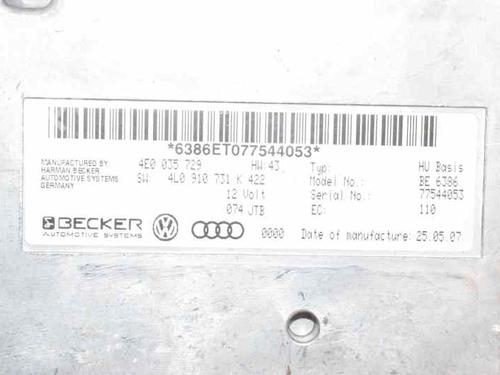 *6386ET077544053*
MANUFACTURED BY
HARMAN BECKER
AUTOMOTIVE SYSTEMS
GERMANY
4E0 035 729 HW 43
SW: 4L0 910 731 K 422
12 Volt
074 JTB
Typ: HU Basis
Model No.: BE 6386
Serial No.: 77544053
EC: 110
BECKER
AUTOMOTIVE SYSTEMS
0000 Date of manufacture: 25.05.07